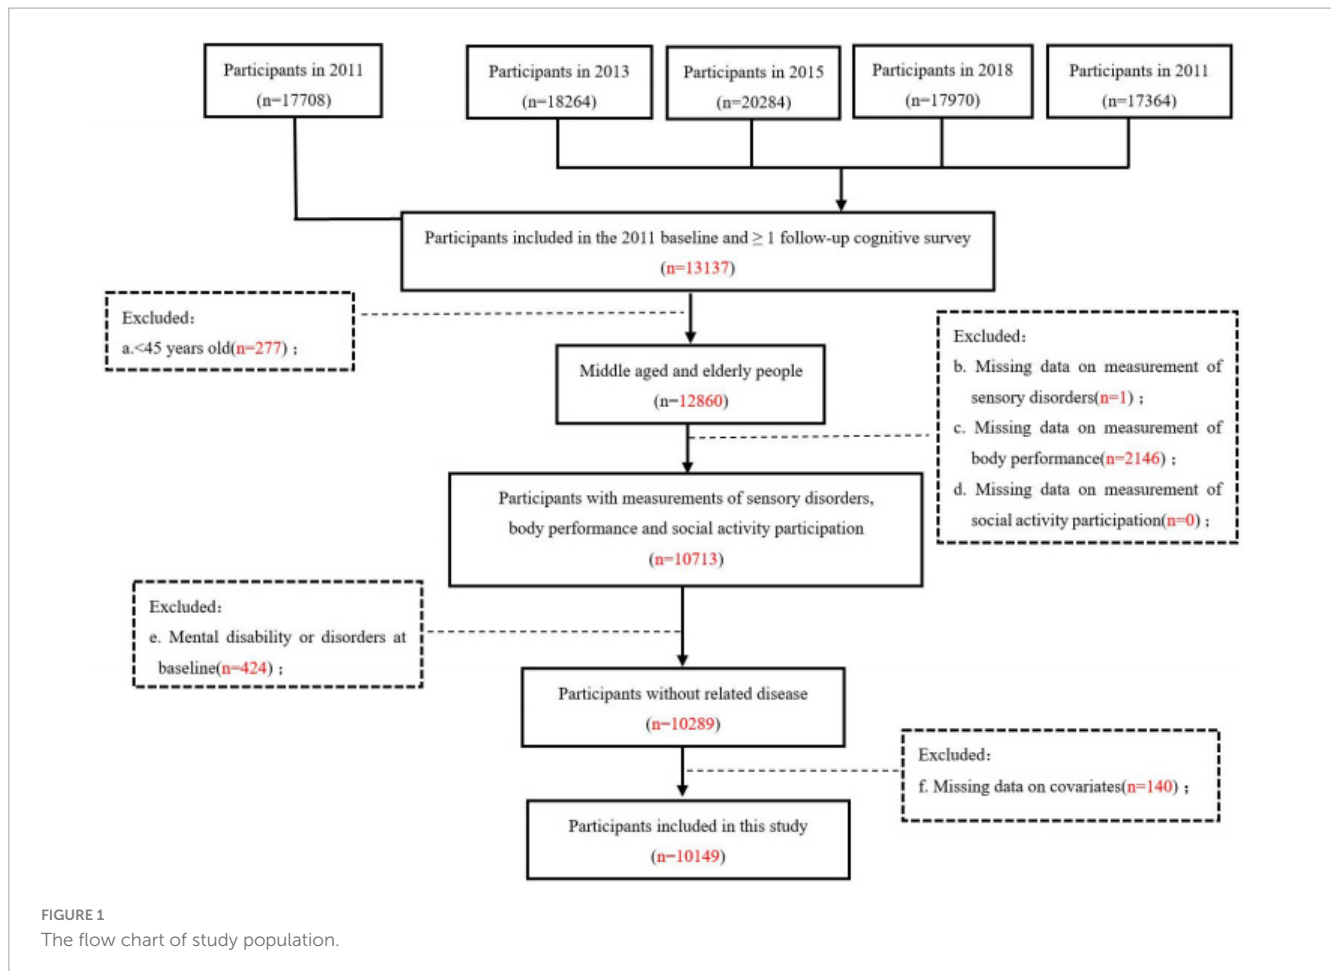 Participants in 2011
(n=17708)
Participants in 2013
(n=18264)
Participants in 2015
(n=20284)
Participants in 2018
(n=17970)
Participants in 2011
(n=17364)
Participants included in the 2011 baseline and ≥ 1 follow-up cognitive survey
(n=13137)
Excluded:
a.<45 years old(n=277) ;
Middle aged and elderly people
(n=12860)
Excluded:
b. Missing data on measurement of
sensory disorders(n=1) ;
c. Missing data on measurement of
body performance(n=2146) ;
d. Missing data on measurement of
social activity participation(n=0) ;
Participants with measurements of sensory disorders,
body performance and social activity participation
(n=10713)
Excluded:
e. Mental disability or disorders at
baseline(n=424) ;
Participants without related disease
(n=10289)
Excluded:
f. Missing data on covariates(n=140) ;
Participants included in this study
(n=10149)
FIGURE 1
The flow chart of study population.